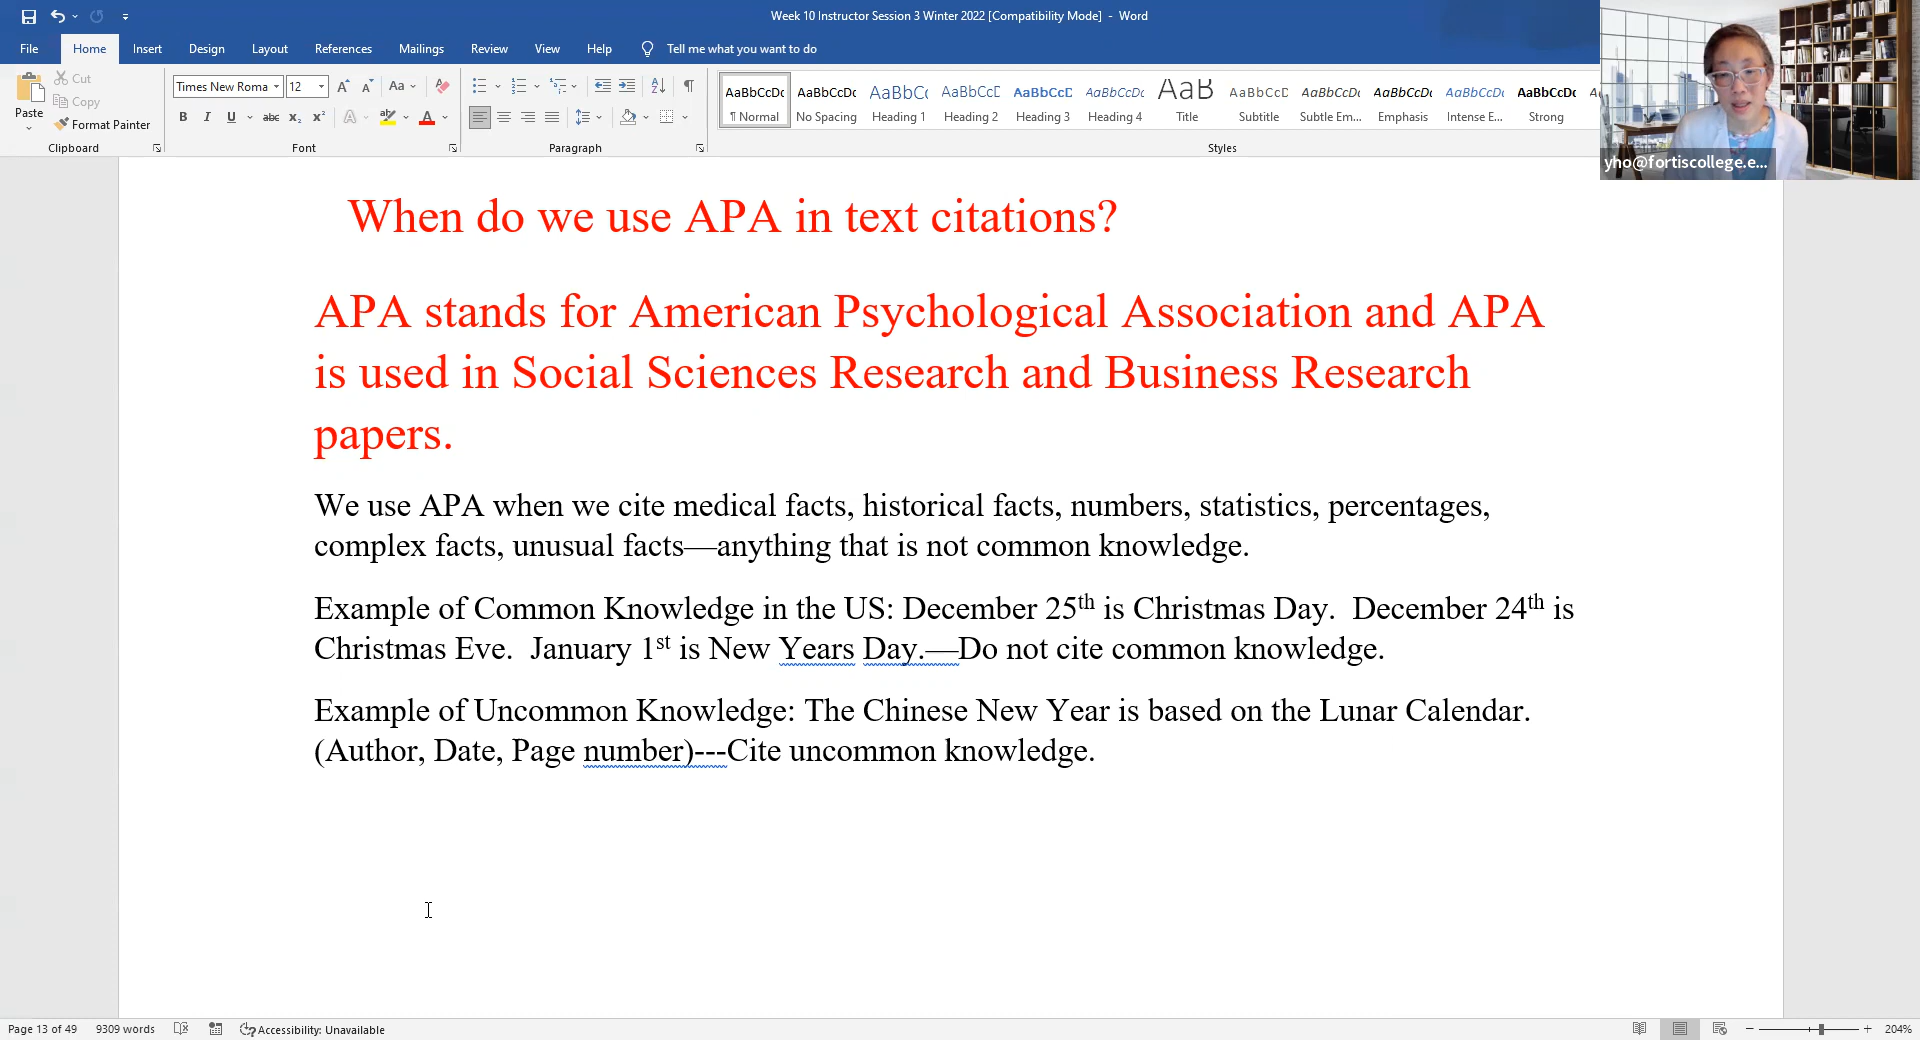 Week 10 Instructor Session 3 Winter 2022 [Compatibility Mode] - Word
File Home Insert Design Layout References Mailings Review View Help Tell me what you want to do
yho@fortiscollege.e...
Paste
Cut
Copy
Format Painter
Clipboard
Times New Roma 12
Font
Paragraph
AaBbCcDc AaBbCcDc AaBbC( AaBbCcE AaBbCcD AaBbCcDc AaB AaBbCcD AaBbCcDc AaBbCcDc AaBbCcDc AaBbCcDc
¶ Normal No Spacing Heading 1 Heading 2 Heading 3 Heading 4 Title Subtitle Subtle Em... Emphasis Intense E... Strong
Styles
When do we use APA in text citations?
APA stands for American Psychological Association and APA
is used in Social Sciences Research and Business Research
papers.
We use APA when we cite medical facts, historical facts, numbers, statistics, percentages,
complex facts, unusual facts—anything that is not common knowledge.
Example of Common Knowledge in the US: December 25th is Christmas Day.  December 24th is
Christmas Eve.  January 1st is New Years Day.—Do not cite common knowledge.
Example of Uncommon Knowledge: The Chinese New Year is based on the Lunar Calendar.
(Author, Date, Page number)---Cite uncommon knowledge.
Page 13 of 49 9309 words Accessibility: Unavailable 204%